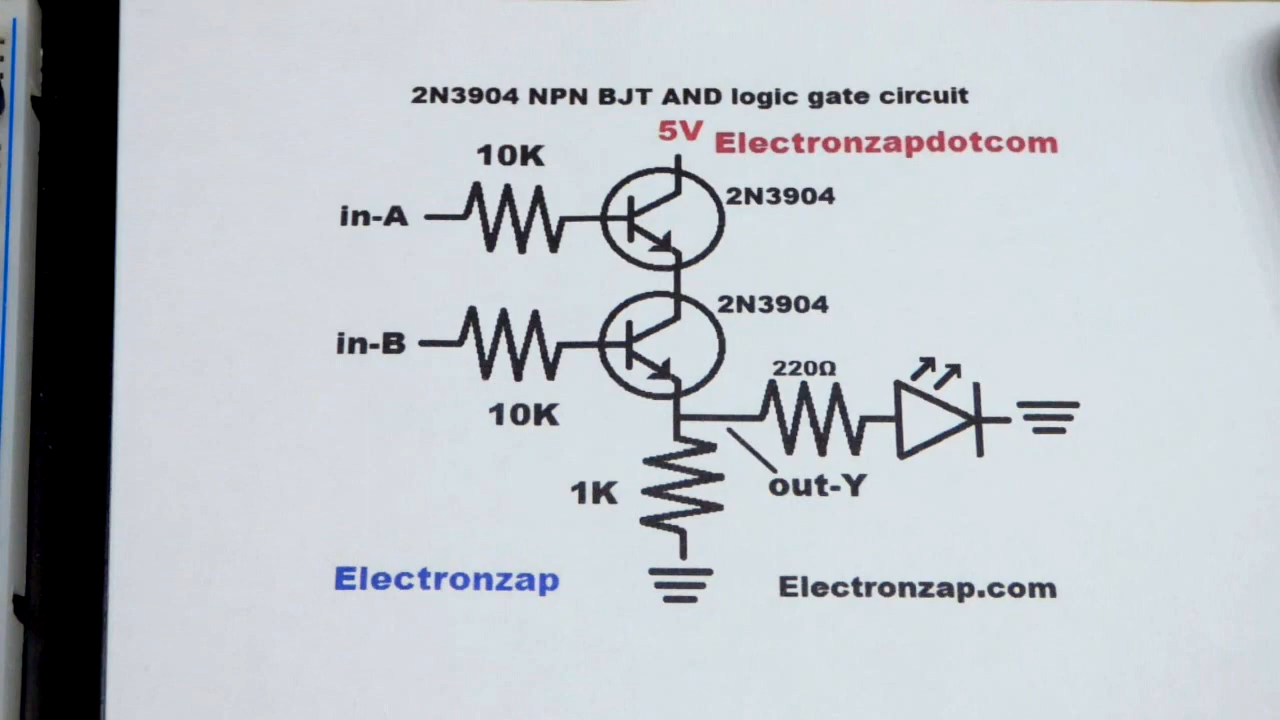 2N3904 NPN BJT AND logic gate circuit
5V Electronzapdotcom
10K
2N3904
in-A
2N3904
in-B
220Ω
10K
1K
out-Y
Electronzap
Electronzap.com